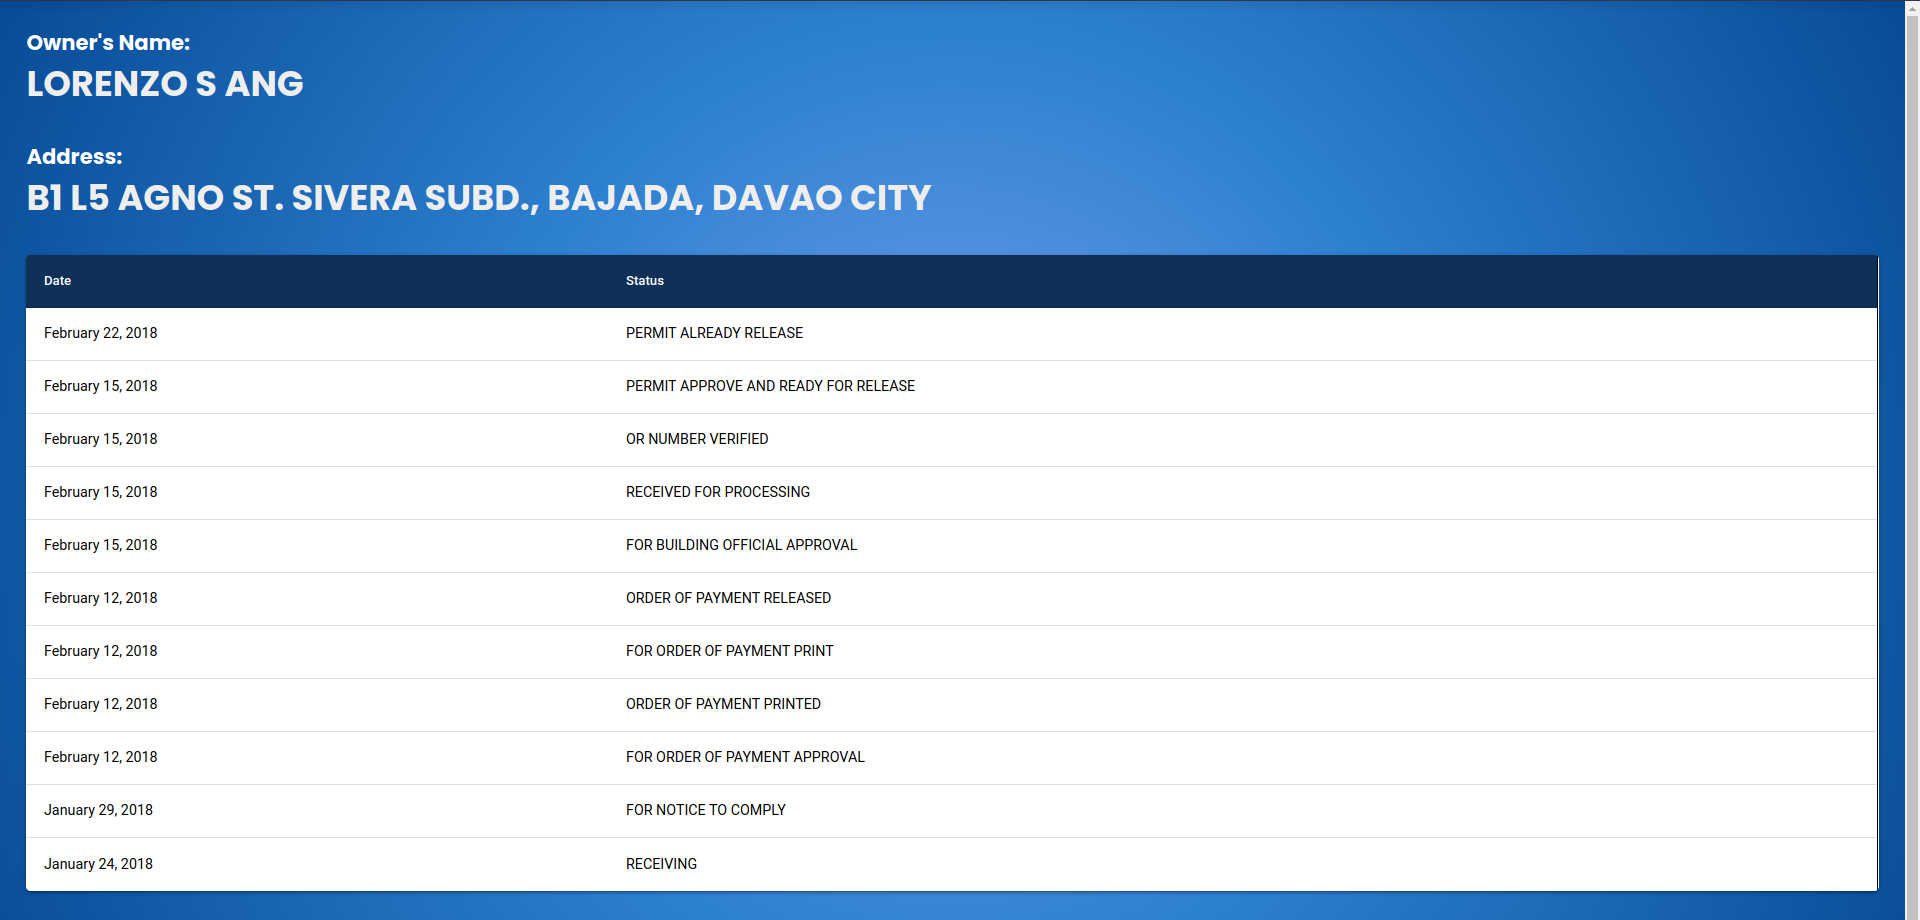 Owner's Name:
LORENZO S ANG
Address:
B1 L5 AGNO ST. SIVERA SUBD., BAJADA, DAVAO CITY
Date Status
February 22, 2018 PERMIT ALREADY RELEASE
February 15, 2018 PERMIT APPROVE AND READY FOR RELEASE
February 15, 2018 OR NUMBER VERIFIED
February 15, 2018 RECEIVED FOR PROCESSING
February 15, 2018 FOR BUILDING OFFICIAL APPROVAL
February 12, 2018 ORDER OF PAYMENT RELEASED
February 12, 2018 FOR ORDER OF PAYMENT PRINT
February 12, 2018 ORDER OF PAYMENT PRINTED
February 12, 2018 FOR ORDER OF PAYMENT APPROVAL
January 29, 2018 FOR NOTICE TO COMPLY
January 24, 2018 RECEIVING